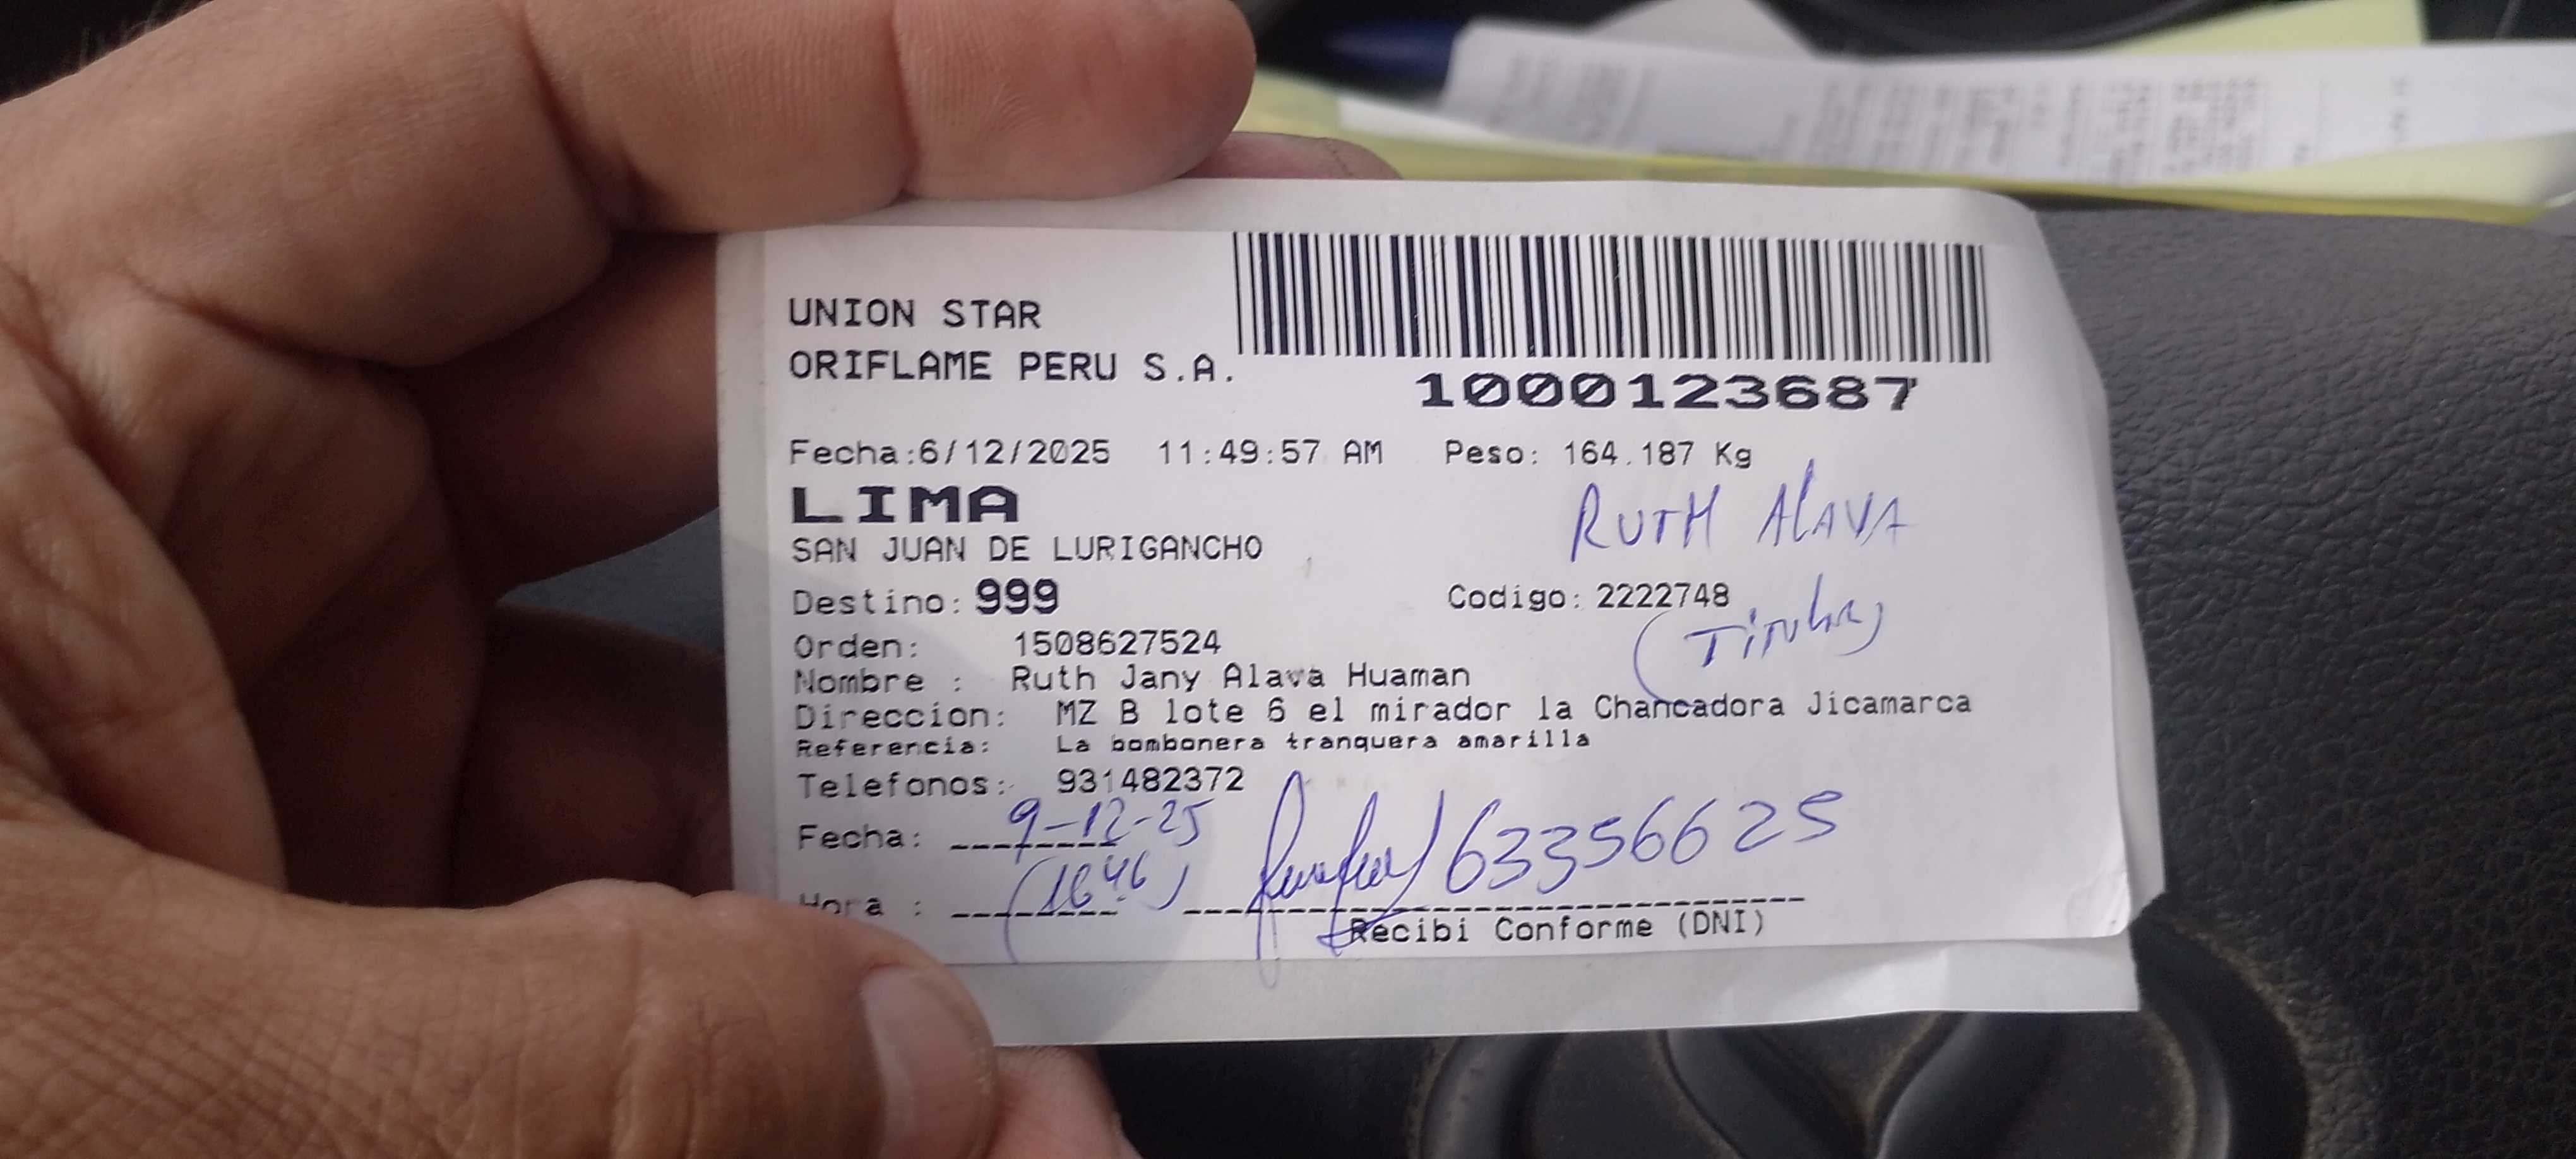 UNION STAR
ORIFLAME PERU S.A.
1000123687
Fecha:6/12/2025 11:49:57 AM Peso: 164.187 Kg
LIMA
RUTH ALAVA
SAN JUAN DE LURIGANCHO
Destino: 999 Codigo: 2222748
(Titular)
Orden: 1508627524
Nombre : Ruth Jany Alava Huaman
Direccion: MZ B lote 6 el mirador la Chancadora Jicamarca
Referencia: La bombonera tranquera amarilla
Telefonos: 931482372
Fecha: 9-12-25
63356625
Hora : (16:46)
Recibi Conforme (DNI)